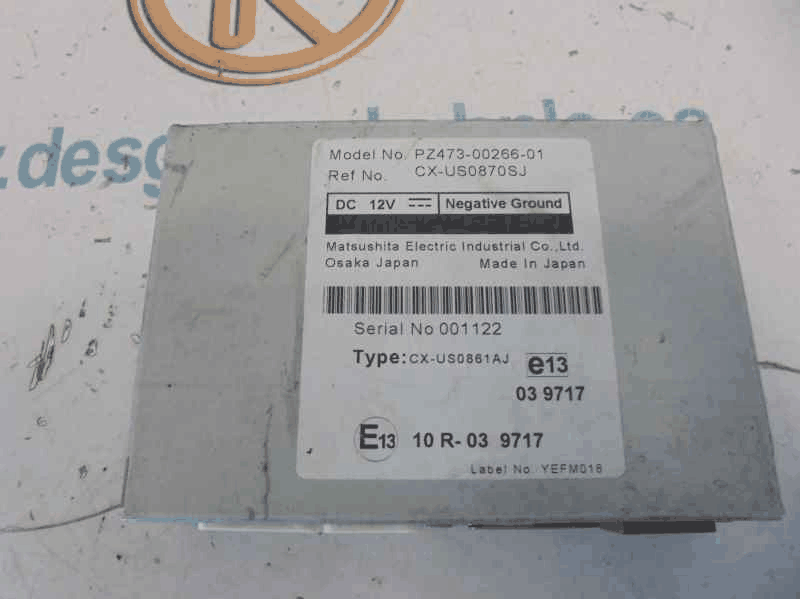 z.desg
Model No. PZ473-00266-01
Ref No. CX-US0870SJ
DC 12V Negative Ground
Matsushita Electric Industrial Co.,Ltd.
Osaka Japan Made In Japan
Serial No 001122
Type: CX-US0861AJ e13
03 9717
E13 10 R-03 9717
Label No. YEFM018